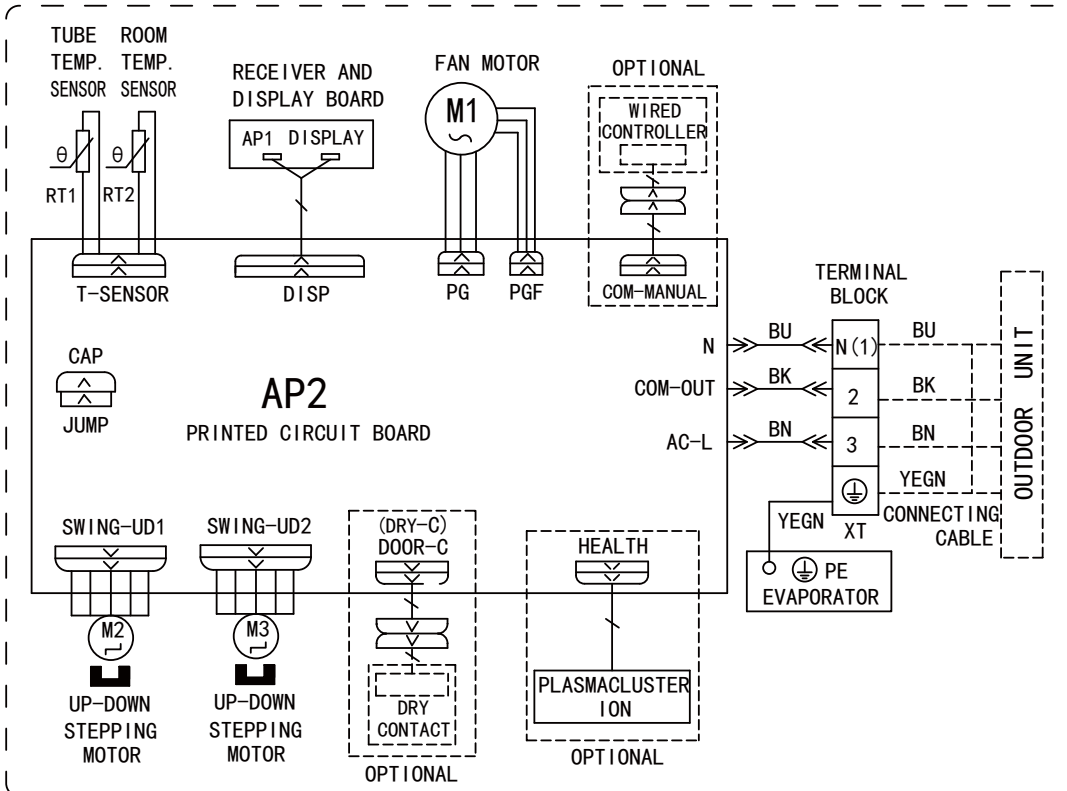 TUBE
TEMP.
SENSOR
ROOM
TEMP.
SENSOR
θ
RT1
θ
RT2
RECEIVER AND
DISPLAY BOARD
AP1 DISPLAY
FAN MOTOR
M1
OPTIONAL
WIRED
CONTROLLER
T-SENSOR
DISP
PG
PGF
COM-MANUAL
CAP
JUMP
AP2
PRINTED CIRCUIT BOARD
N
COM-OUT
AC-L
BU
BK
BN
TERMINAL
BLOCK
N(1)
2
3
XT
BU
BK
BN
YEGN
CONNECTING
CABLE
OUTDOOR UNIT
YEGN
PE
EVAPORATOR
SWING-UD1
M2
UP-DOWN
STEPPING
MOTOR
SWING-UD2
M3
UP-DOWN
STEPPING
MOTOR
(DRY-C)
DOOR-C
DRY
CONTACT
OPTIONAL
HEALTH
PLASMACLUSTER
ION
OPTIONAL